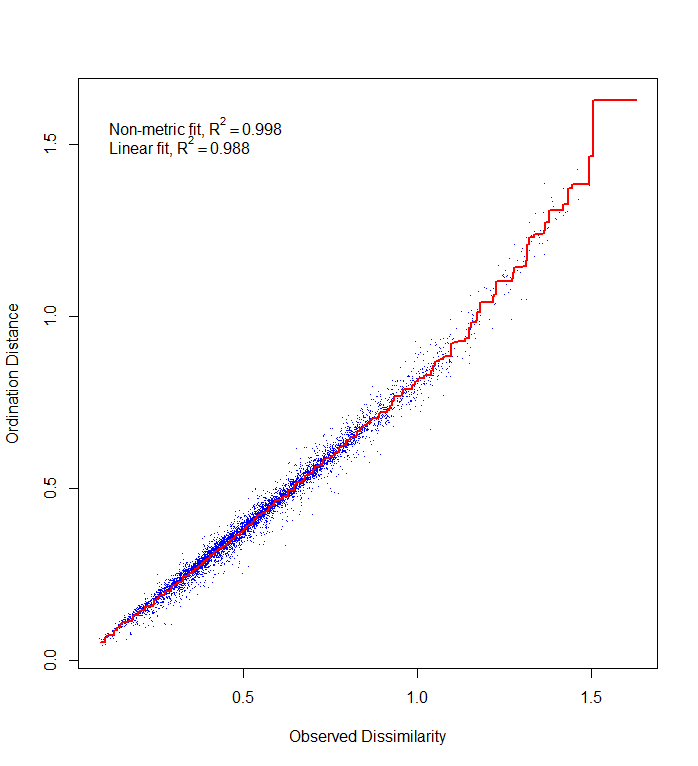 Non-metric fit, R² = 0.998
Linear fit, R² = 0.988
1.5
1.0
0.5
0.0
Ordination Distance
0.5 1.0 1.5
Observed Dissimilarity